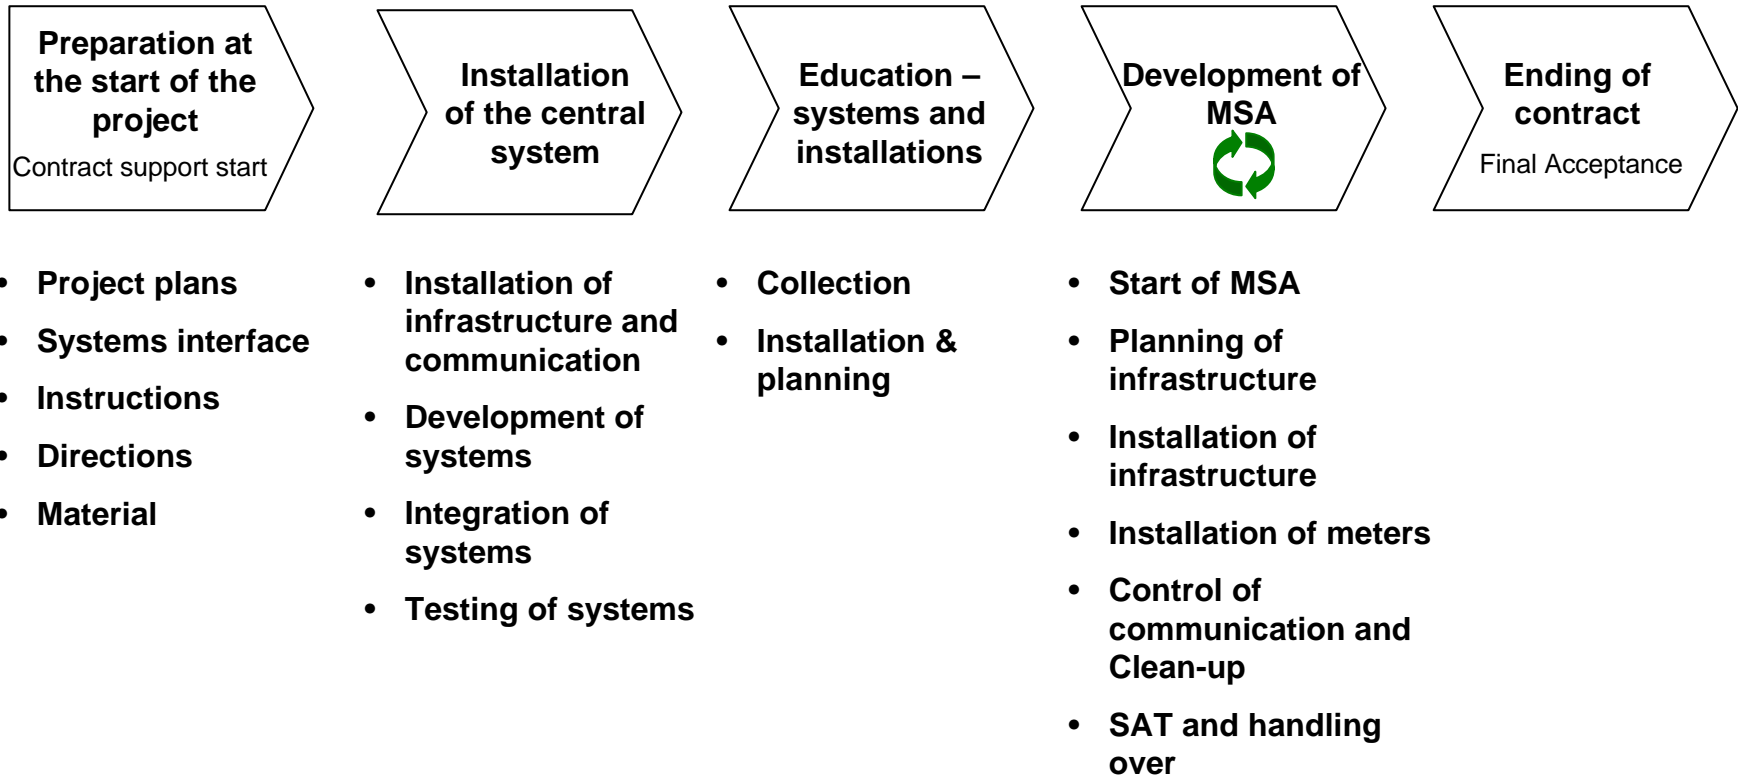 Preparation at
the start of the
project
Contract support start
Installation
of the central
system
Education –
systems and
installations
Development of
MSA
Ending of
contract
Final Acceptance
• Project plans
• Systems interface
• Instructions
• Directions
• Material
• Installation of
infrastructure and
communication
• Development of
systems
• Integration of
systems
• Testing of systems
• Collection
• Installation &
planning
• Start of MSA
• Planning of
infrastructure
• Installation of
infrastructure
• Installation of meters
• Control of
communication and
Clean-up
• SAT and handling
over